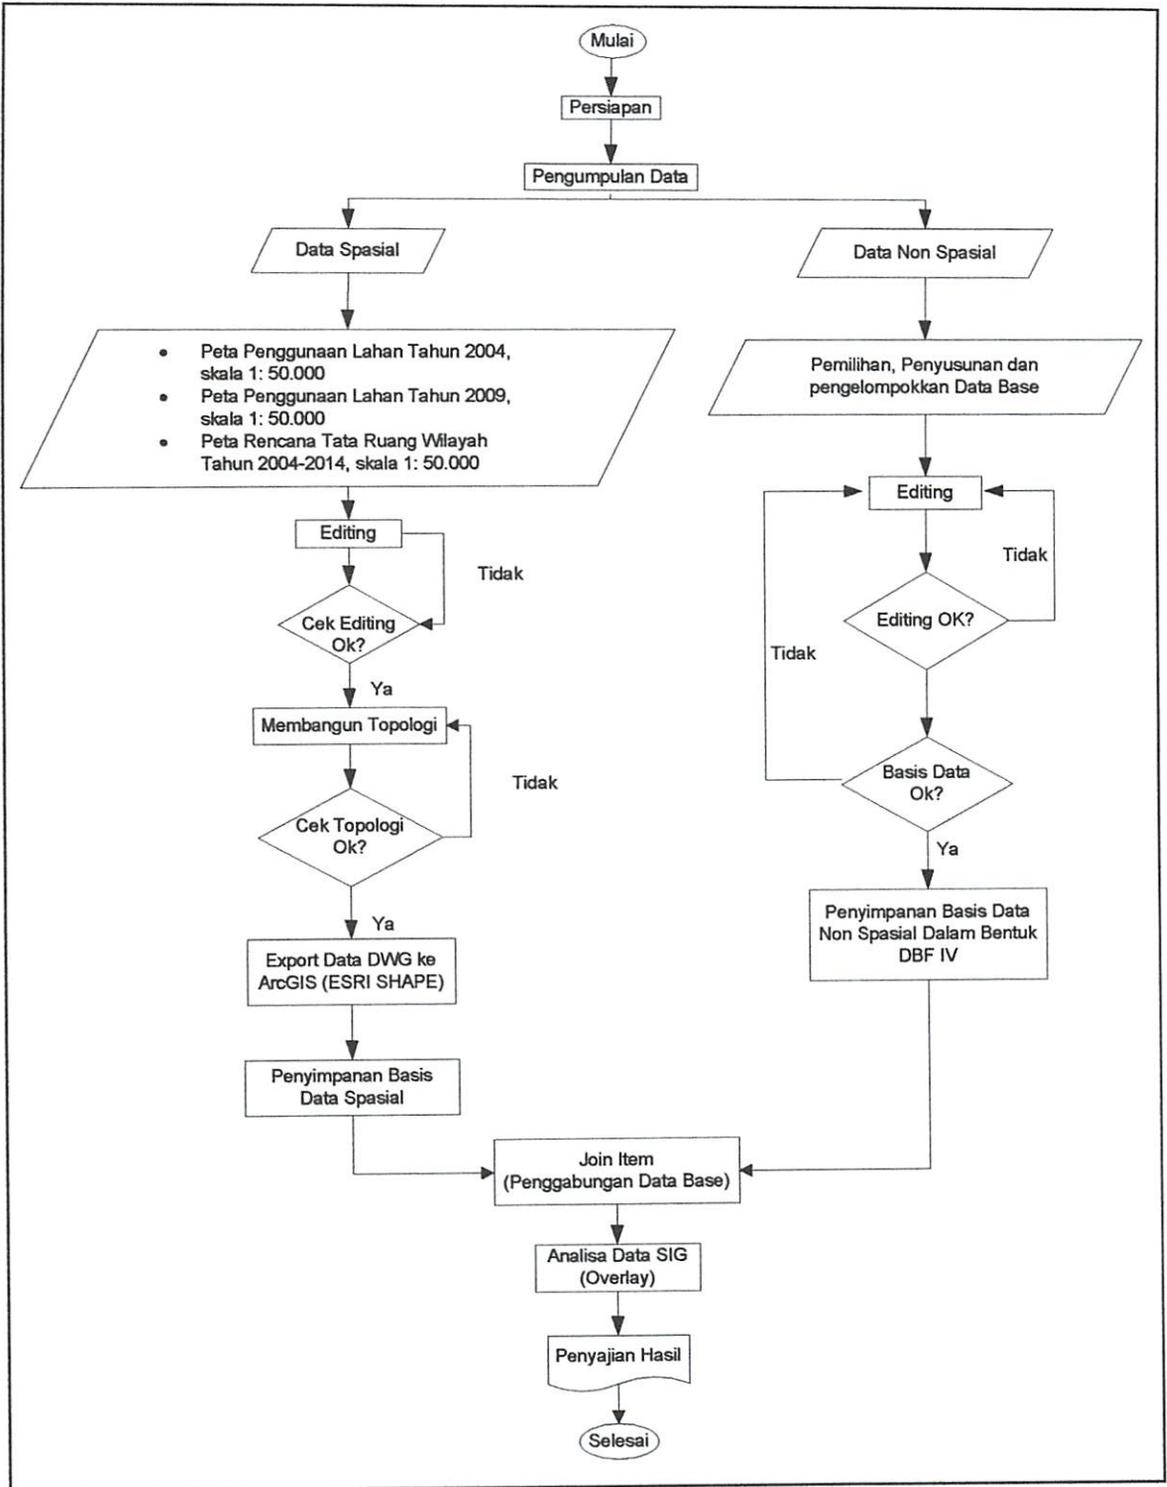 Mulai
Persiapan
Pengumpulan Data
Data Spasial
• Peta Penggunaan Lahan Tahun 2004,
skala 1: 50.000
• Peta Penggunaan Lahan Tahun 2009,
skala 1: 50.000
• Peta Rencana Tata Ruang Wilayah
Tahun 2004-2014, skala 1: 50.000
Editing
Tidak
Cek Editing
Ok?
Ya
Membangun Topologi
Tidak
Cek Topologi
Ok?
Ya
Export Data DWG ke
ArcGIS (ESRI SHAPE)
Penyimpanan Basis
Data Spasial
Data Non Spasial
Pemilihan, Penyusunan dan
pengelompokkan Data Base
Editing
Tidak
Editing OK?
Tidak
Basis Data
Ok?
Ya
Penyimpanan Basis Data
Non Spasial Dalam Bentuk
DBF IV
Join Item
(Penggabungan Data Base)
Analisa Data SIG
(Overlay)
Penyajian Hasil
Selesai